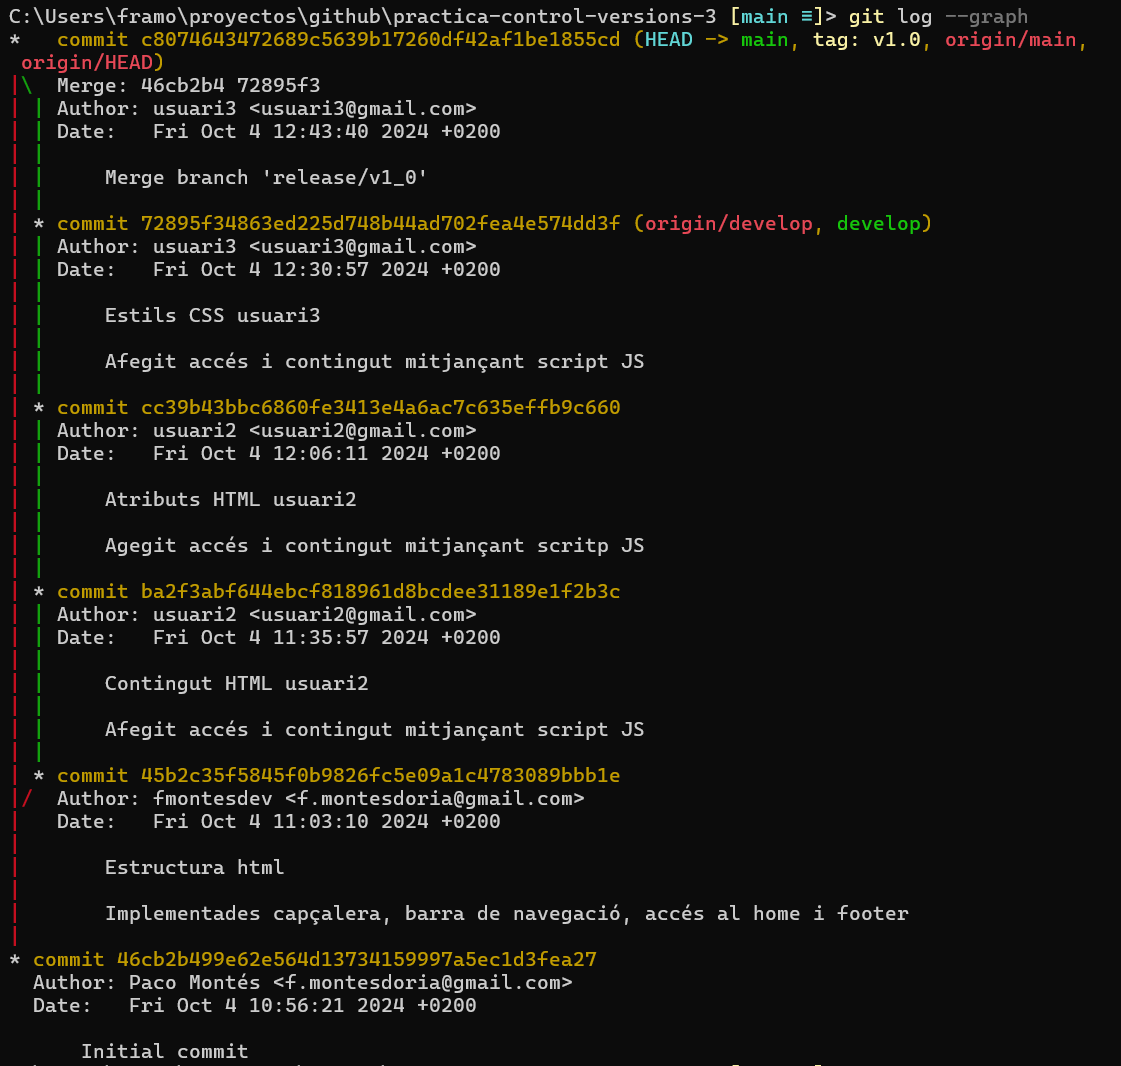 C:\Users\framo\proyectos\github\practica-control-versions-3 [main ≡]> git log --graph
*   commit c8074643472689c5639b17260df42af1be1855cd (HEAD -> main, tag: v1.0, origin/main,
 origin/HEAD)
|\  Merge: 46cb2b4 72895f3
| | Author: usuari3 <usuari3@gmail.com>
| | Date:   Fri Oct 4 12:43:40 2024 +0200
| |
| |     Merge branch 'release/v1_0'
| |
| * commit 72895f34863ed225d748b44ad702fea4e574dd3f (origin/develop, develop)
| | Author: usuari3 <usuari3@gmail.com>
| | Date:   Fri Oct 4 12:30:57 2024 +0200
| |
| |     Estils CSS usuari3
| |
| |     Afegit accés i contingut mitjançant script JS
| |
| * commit cc39b43bbc6860fe3413e4a6ac7c635effb9c660
| | Author: usuari2 <usuari2@gmail.com>
| | Date:   Fri Oct 4 12:06:11 2024 +0200
| |
| |     Atributs HTML usuari2
| |
| |     Agegit accés i contingut mitjançant scritp JS
| |
| * commit ba2f3abf644ebcf818961d8bcdee31189e1f2b3c
| | Author: usuari2 <usuari2@gmail.com>
| | Date:   Fri Oct 4 11:35:57 2024 +0200
| |
| |     Contingut HTML usuari2
| |
| |     Afegit accés i contingut mitjançant script JS
| |
| * commit 45b2c35f5845f0b9826fc5e09a1c4783089bbb1e
|/  Author: fmontesdev <f.montesdoria@gmail.com>
|   Date:   Fri Oct 4 11:03:10 2024 +0200
|
|       Estructura html
|
|       Implementades capçalera, barra de navegació, accés al home i footer
|
* commit 46cb2b499e62e564d13734159997a5ec1d3fea27
  Author: Paco Montés <f.montesdoria@gmail.com>
  Date:   Fri Oct 4 10:56:21 2024 +0200

      Initial commit